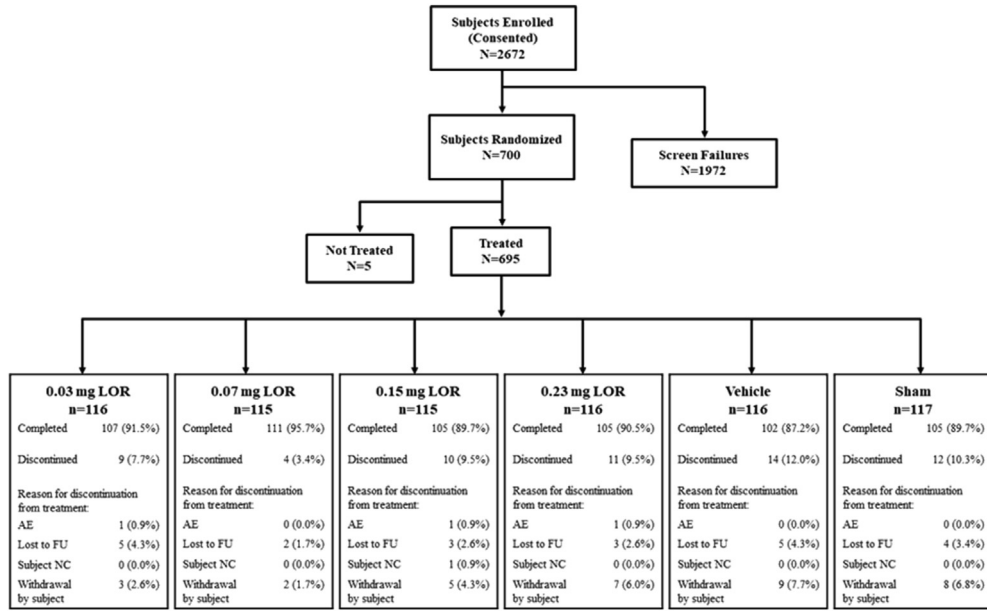 Subjects Enrolled
(Consented)
N=2672
Subjects Randomized
N=700
Screen Failures
N=1972
Not Treated
N=5
Treated
N=695
0.03 mg LOR
n=116
Completed 107 (91.5%)
Discontinued 9 (7.7%)
Reason for discontinuation
from treatment:
AE 1 (0.9%)
Lost to FU 5 (4.3%)
Subject NC 0 (0.0%)
Withdrawal 3 (2.6%)
by subject
0.07 mg LOR
n=115
Completed 111 (95.7%)
Discontinued 4 (3.4%)
Reason for discontinuation
from treatment:
AE 0 (0.0%)
Lost to FU 2 (1.7%)
Subject NC 0 (0.0%)
Withdrawal 2 (1.7%)
by subject
0.15 mg LOR
n=115
Completed 105 (89.7%)
Discontinued 10 (9.5%)
Reason for discontinuation
from treatment:
AE 1 (0.9%)
Lost to FU 3 (2.6%)
Subject NC 1 (0.9%)
Withdrawal 5 (4.3%)
by subject
0.23 mg LOR
n=116
Completed 105 (90.5%)
Discontinued 11 (9.5%)
Reason for discontinuation
from treatment:
AE 1 (0.9%)
Lost to FU 3 (2.6%)
Subject NC 0 (0.0%)
Withdrawal 7 (6.0%)
by subject
Vehicle
n=116
Completed 102 (87.2%)
Discontinued 14 (12.0%)
Reason for discontinuation
from treatment:
AE 0 (0.0%)
Lost to FU 5 (4.3%)
Subject NC 0 (0.0%)
Withdrawal 9 (7.7%)
by subject
Sham
n=117
Completed 105 (89.7%)
Discontinued 12 (10.3%)
Reason for discontinuation
from treatment:
AE 0 (0.0%)
Lost to FU 4 (3.4%)
Subject NC 0 (0.0%)
Withdrawal 8 (6.8%)
by subject